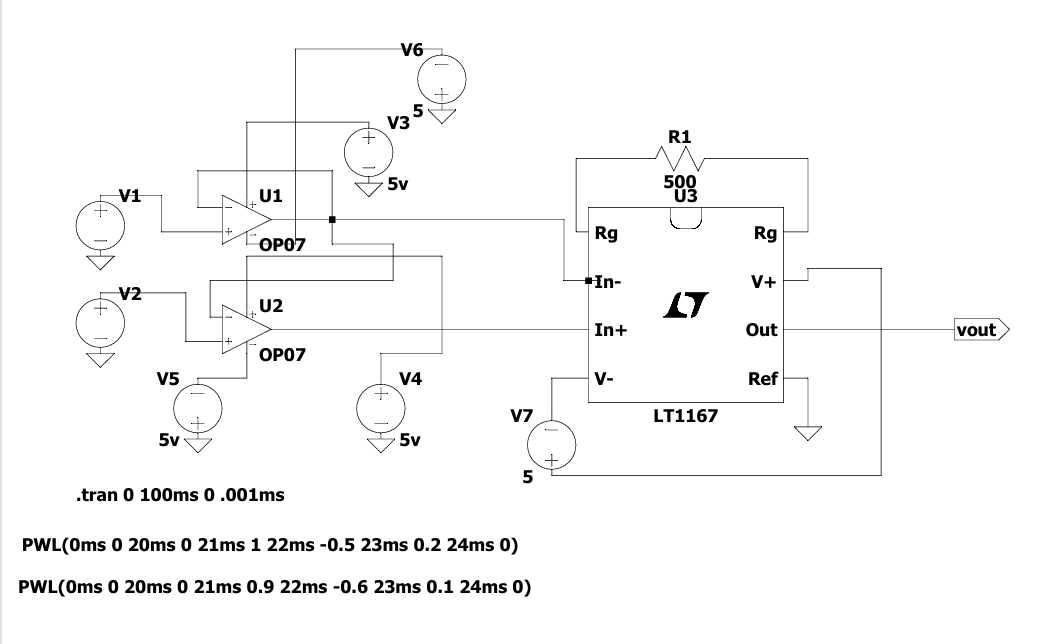 V6
5
V3
5v
R1
500
V1
U1
OP07
U3
Rg
Rg
In-
V+
V2
U2
OP07
In+
Out
vout
V5
5v
V4
5v
V-
Ref
V7
5
LT1167
.tran 0 100ms 0 .001ms
PWL(0ms 0 20ms 0 21ms 1 22ms -0.5 23ms 0.2 24ms 0)
PWL(0ms 0 20ms 0 21ms 0.9 22ms -0.6 23ms 0.1 24ms 0)